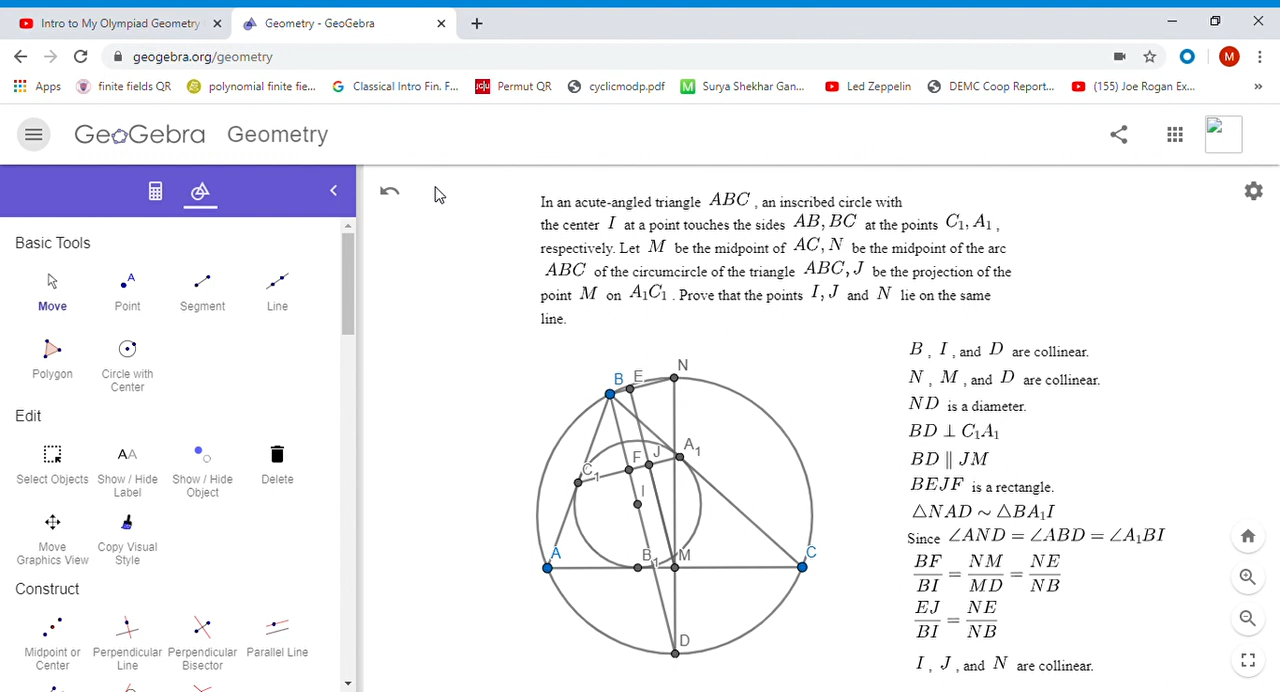 Intro to My Olympiad Geometry
Geometry - GeoGebra
geogebra.org/geometry
M
Apps
finite fields QR
polynomial finite fie...
Classical Intro Fin. F...
Permut QR
cyclicmodp.pdf
M Surya Shekhar Gan...
Led Zeppelin
DEMC Coop Report...
(155) Joe Rogan Ex...
»
GeoGebra Geometry
Basic Tools
A
Move
Point
Segment
Line
Polygon
Circle with Center
Edit
AA
Select Objects
Show / Hide Label
Show / Hide Object
Delete
Move Graphics View
Copy Visual Style
Construct
Midpoint or Center
Perpendicular Line
Perpendicular Bisector
Parallel Line
In an acute-angled triangle ABC , an inscribed circle with
the center I at a point touches the sides AB, BC at the points C₁, A₁ ,
respectively. Let M be the midpoint of AC, N be the midpoint of the arc
ABC of the circumcircle of the triangle ABC, J be the projection of the
point M on A₁C₁ . Prove that the points I, J and N lie on the same
line.
B E N
A₁
F J
C₁
I
A B₁ M C
D
B , I , and D are collinear.
N , M , and D are collinear.
ND is a diameter.
BD ⊥ C₁A₁
BD ∥ JM
BEJF is a rectangle.
△NAD ∼ △BA₁I
Since ∠AND = ∠ABD = ∠A₁BI
BF/BI = NM/MD = NE/NB
EJ/BI = NE/NB
I , J , and N are collinear.